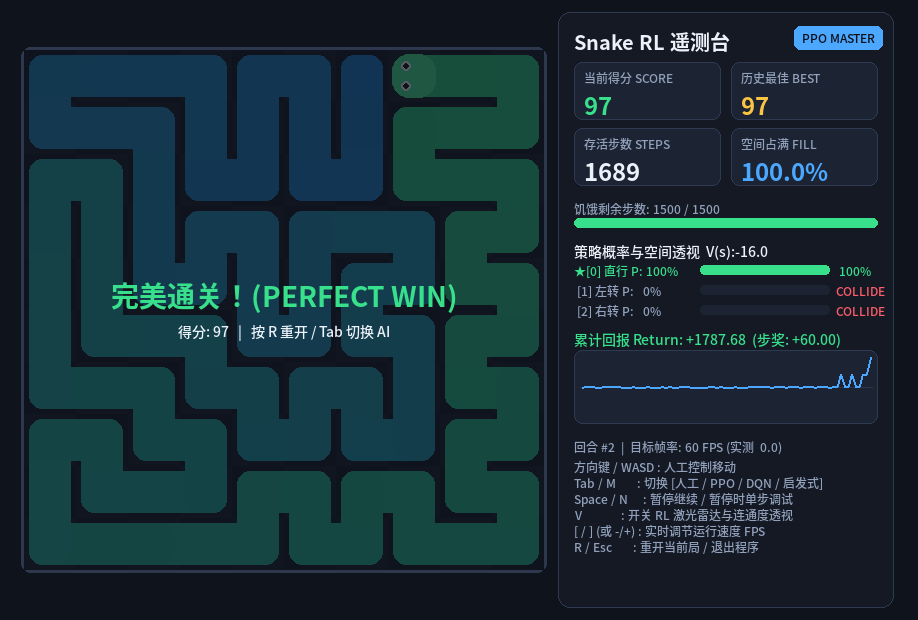 完美通关！(PERFECT WIN)
得分: 97 | 按 R 重开 / Tab 切换 AI
Snake RL 遥测台
PPO MASTER
当前得分 SCORE
97
历史最佳 BEST
97
存活步数 STEPS
1689
空间占满 FILL
100.0%
饥饿剩余步数: 1500 / 1500
策略概率与空间透视 V(s):-16.0
★[0] 直行 P: 100% 100%
[1] 左转 P: 0% COLLIDE
[2] 右转 P: 0% COLLIDE
累计回报 Return: +1787.68 (步奖: +60.00)
回合 #2 | 目标帧率: 60 FPS (实测 0.0)
方向键 / WASD : 人工控制移动
Tab / M : 切换 [人工 / PPO / DQN / 启发式]
Space / N : 暂停继续 / 暂停时单步调试
V : 开关 RL 激光雷达与连通度透视
[ / ] (或 -/+) : 实时调节运行速度 FPS
R / Esc : 重开当前局 / 退出程序